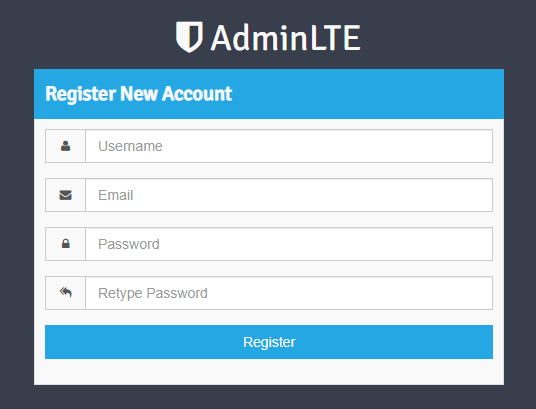 AdminLTE
Register New Account
Username
Email
Password
Retype Password
Register